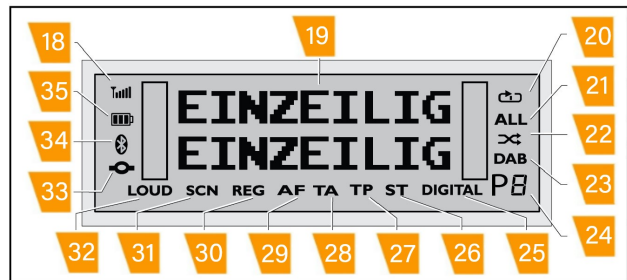 18 19 20
35 EINZEILIG ALL 21
34 EINZEILIG DAB 22
33 LOUD SCN REG AF TA TP ST DIGITAL P8 23
32 31 30 29 28 27 26 25 24